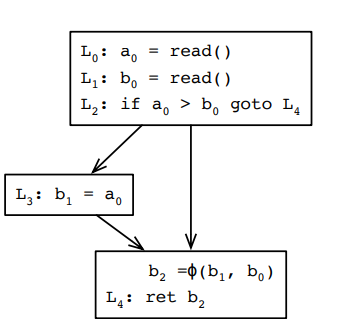 L₀: a₀ = read()
L₁: b₀ = read()
L₂: if a₀ > b₀ goto L₄
L₃: b₁ = a₀
b₂ =ϕ(b₁, b₀)
L₄: ret b₂